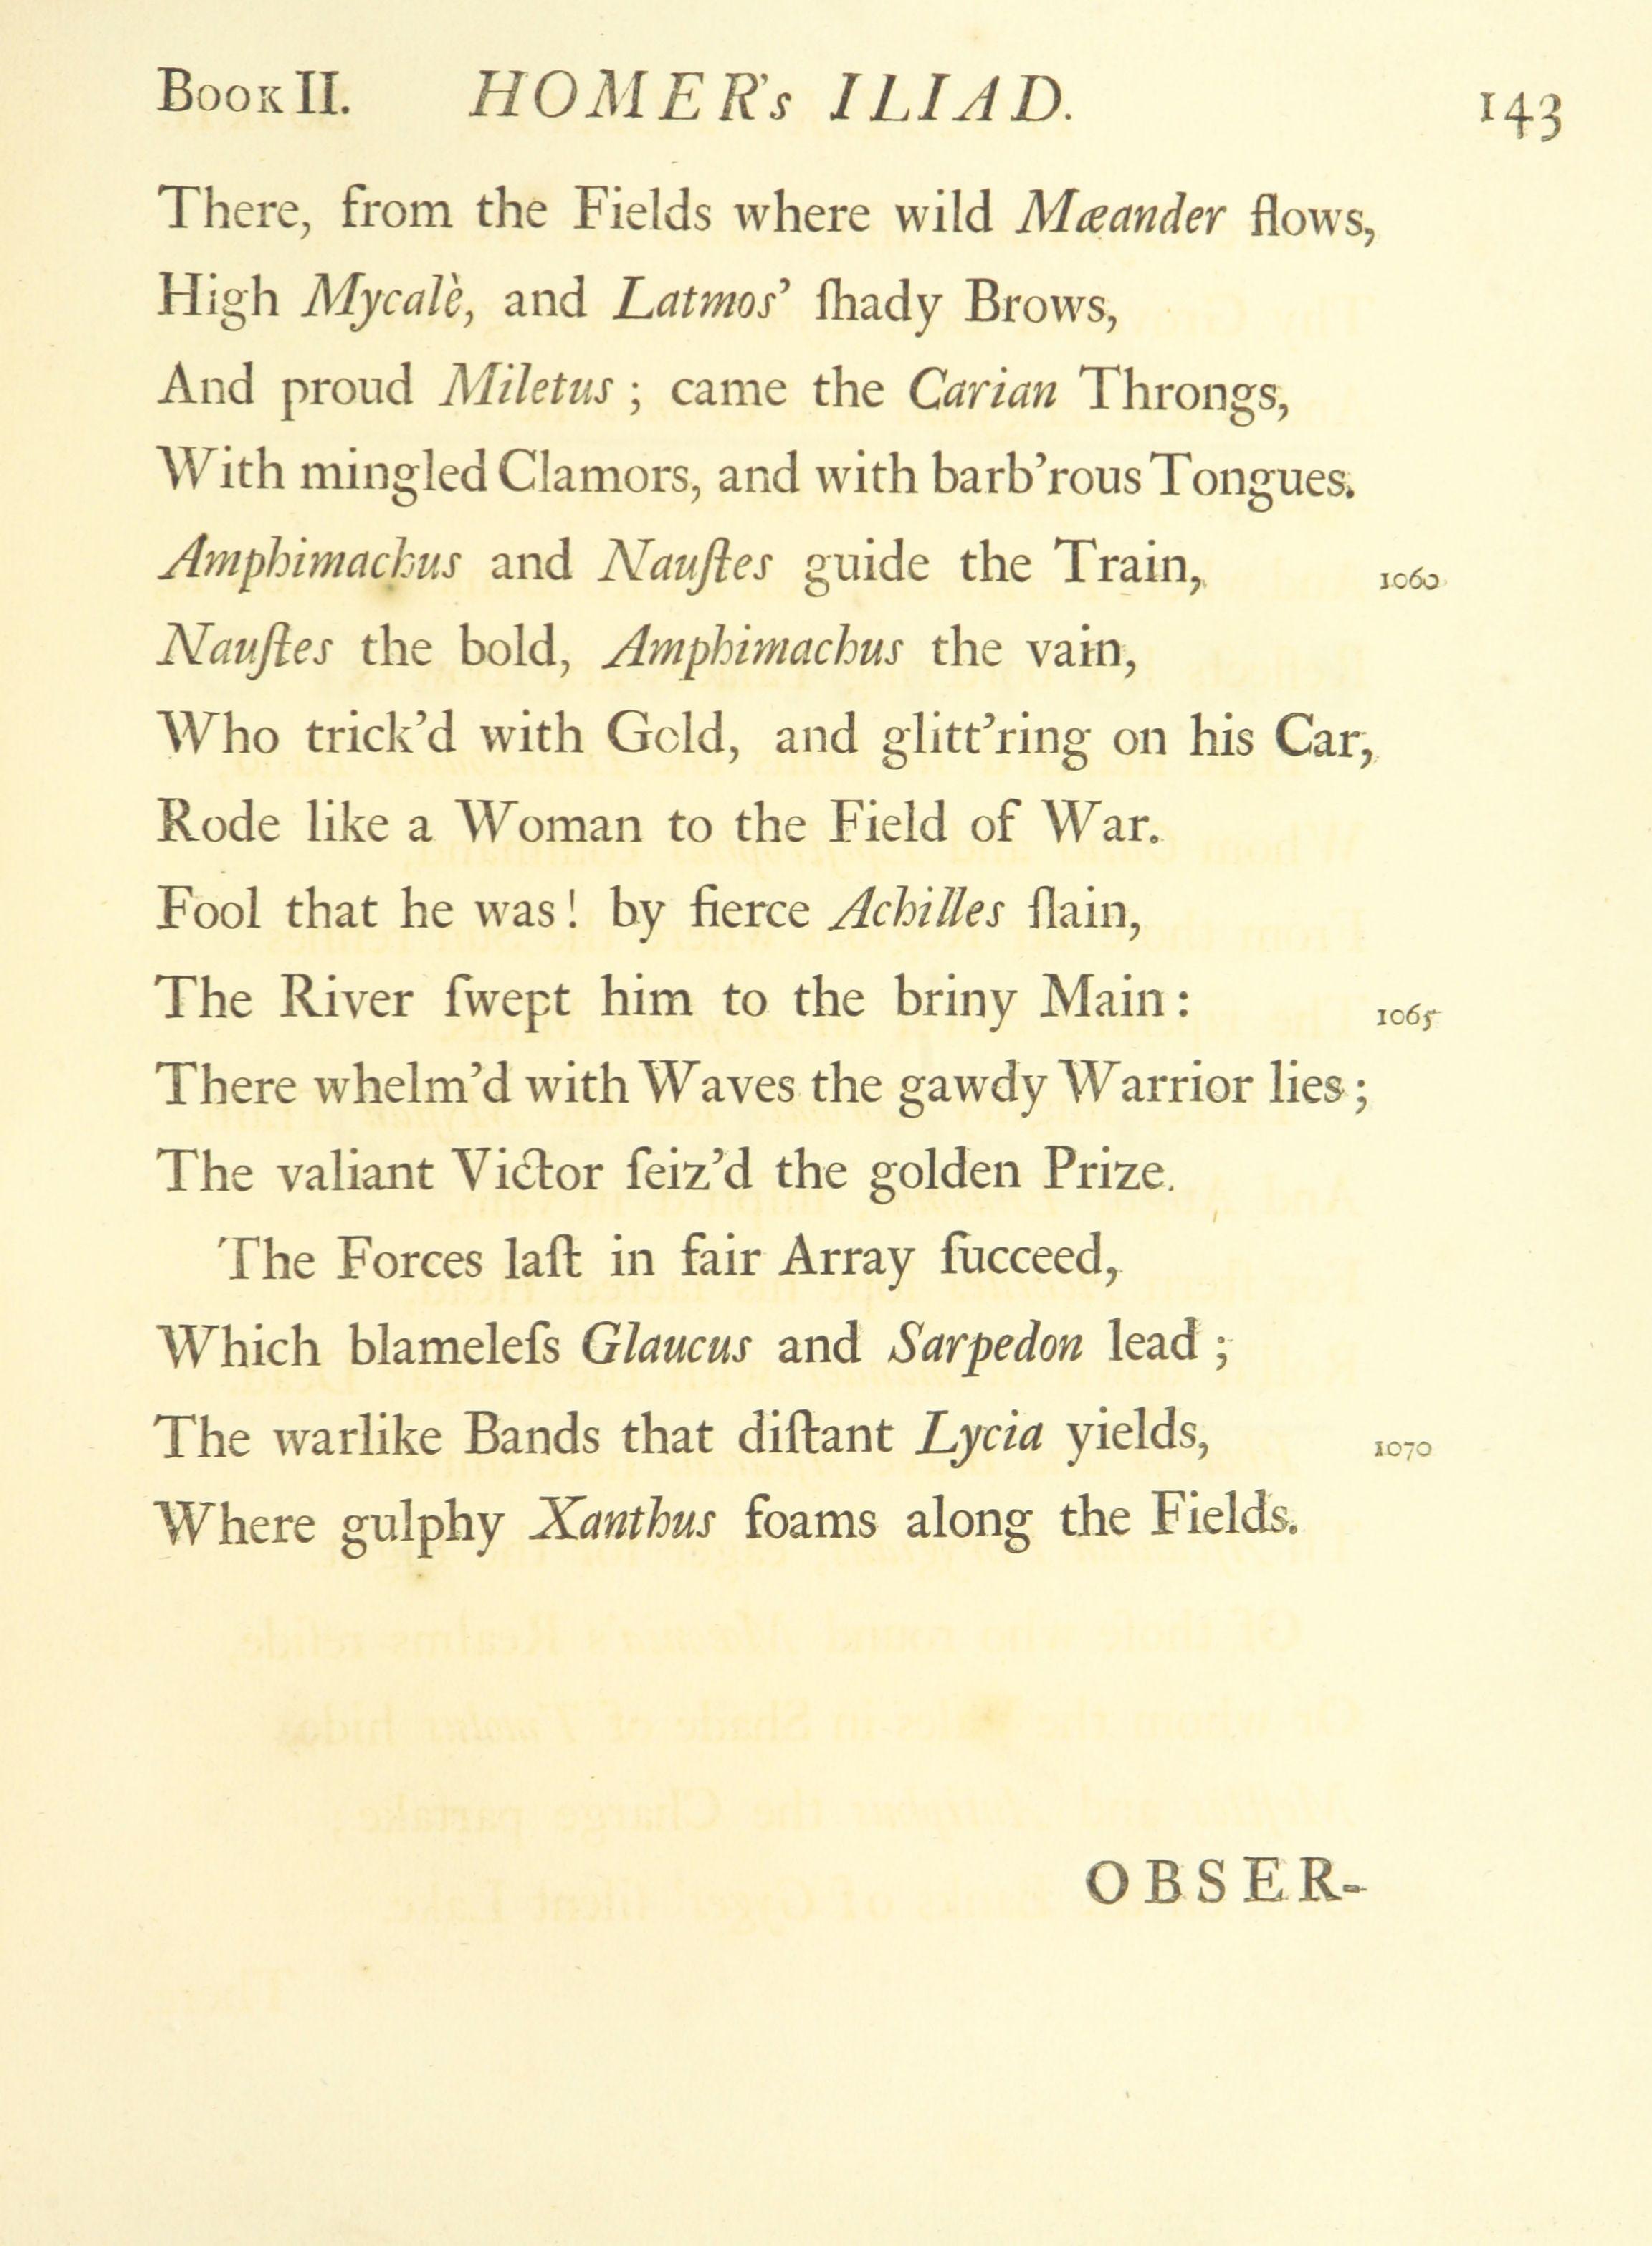 Book II. HOMER's ILIAD. 143
There, from the Fields where wild Mæander flows,
High Mycalè, and Latmos’ ſhady Brows,
And proud Miletus ; came the Carian Throngs,
With mingled Clamors, and with barb’rous Tongues.
Amphimachus and Nauſtes guide the Train, 1060
Nauſtes the bold, Amphimachus the vain,
Who trick’d with Gold, and glitt’ring on his Car,
Rode like a Woman to the Field of War.
Fool that he was! by fierce Achilles ſlain,
The River ſwept him to the briny Main: 1065
There whelm’d with Waves the gawdy Warrior lies ;
The valiant Victor ſeiz’d the golden Prize.
The Forces laſt in fair Array ſucceed,
Which blameleſs Glaucus and Sarpedon lead ;
The warlike Bands that diſtant Lycia yields, 1070
Where gulphy Xanthus foams along the Fields.
OBSER-